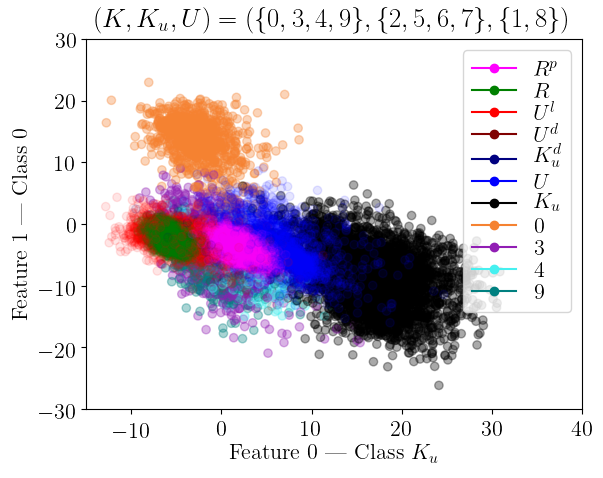 (K, K_u, U) = ({0, 3, 4, 9}, {2, 5, 6, 7}, {1, 8})
30
20
10
0
−10
−20
−30
Feature 1 — Class 0
R^p
R
U^l
U^d
K_u^d
U
K_u
0
3
4
9
−10
0
10
20
30
40
Feature 0 — Class K_u